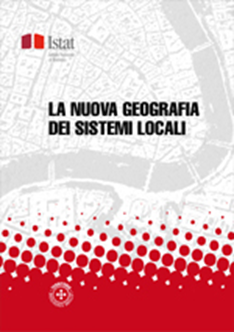 Istat
LA NUOVA GEOGRAFIA
DEI SISTEMI LOCALI